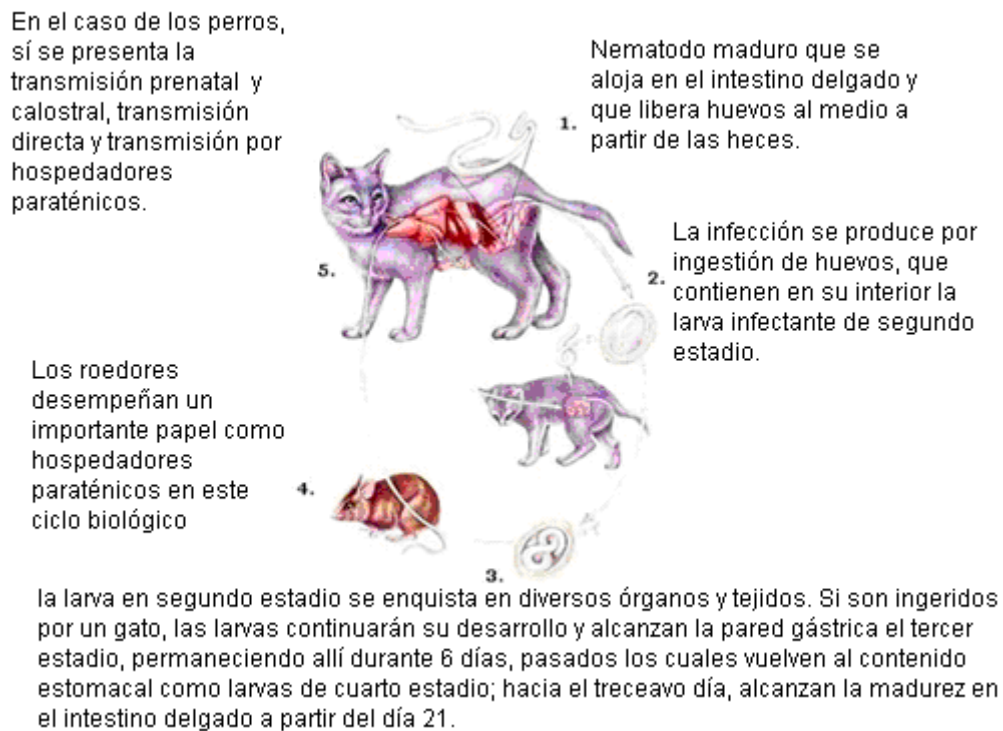 En el caso de los perros,
sí se presenta la
transmisión prenatal y
calostral, transmisión
directa y transmisión por
hospedadores
paraténicos.
Nematodo maduro que se
aloja en el intestino delgado y
que libera huevos al medio a
partir de las heces.
1.
La infección se produce por
ingestión de huevos, que
contienen en su interior la
larva infectante de segundo
estadio.
2.
5.
Los roedores
desempeñan un
importante papel como
hospedadores
paraténicos en este
ciclo biológico
4.
3.
la larva en segundo estadio se enquista en diversos órganos y tejidos. Si son ingeridos
por un gato, las larvas continuarán su desarrollo y alcanzan la pared gástrica el tercer
estadio, permaneciendo allí durante 6 días, pasados los cuales vuelven al contenido
estomacal como larvas de cuarto estadio; hacia el treceavo día, alcanzan la madurez en
el intestino delgado a partir del día 21.